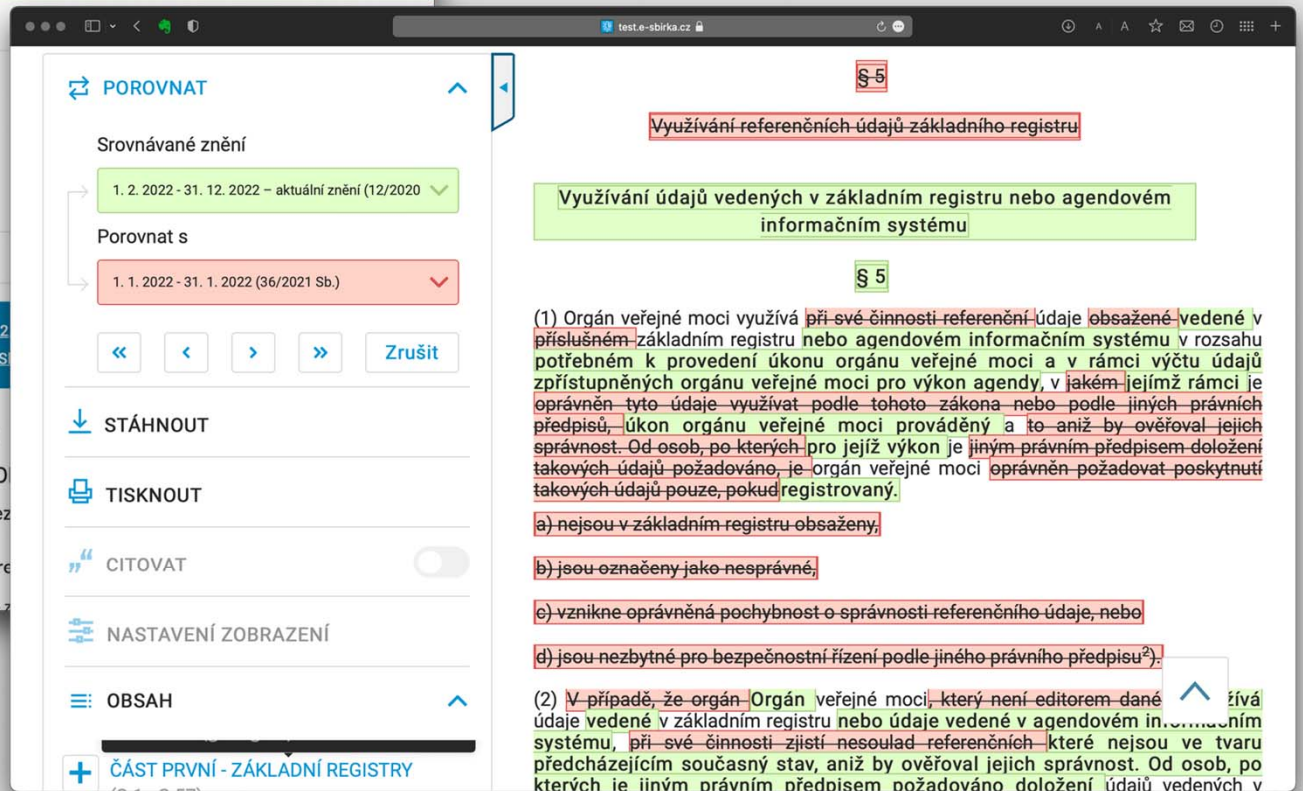 test.e-sbirka.cz
A A
POROVNAT
Srovnávané znění
1. 2. 2022 - 31. 12. 2022 – aktuální znění (12/2020
Porovnat s
1. 1. 2022 - 31. 1. 2022 (36/2021 Sb.)
« ‹ › » Zrušit
STÁHNOUT
TISKNOUT
CITOVAT
NASTAVENÍ ZOBRAZENÍ
OBSAH
ČÁST PRVNÍ - ZÁKLADNÍ REGISTRY
§ 5
Využívání referenčních údajů základního registru
Využívání údajů vedených v základním registru nebo agendovém
informačním systému
§ 5
(1) Orgán veřejné moci využívá při své činnosti referenční údaje obsažené vedené v
příslušném základním registru nebo agendovém informačním systému v rozsahu
potřebném k provedení úkonu orgánu veřejné moci a v rámci výčtu údajů
zpřístupněných orgánu veřejné moci pro výkon agendy, v jakém jejímž rámci je
oprávněn tyto údaje využívat podle tohoto zákona nebo podle jiných právních
předpisů, úkon orgánu veřejné moci prováděný a to aniž by ověřoval jejich
správnost. Od osob, po kterých pro jejíž výkon je jiným právním předpisem doložení
takových údajů požadováno, je orgán veřejné moci oprávněn požadovat poskytnutí
takových údajů pouze, pokud registrovaný.
a) nejsou v základním registru obsaženy,
b) jsou označeny jako nesprávné,
c) vznikne oprávněná pochybnost o správnosti referenčního údaje, nebo
d) jsou nezbytné pro bezpečnostní řízení podle jiného právního předpisu²).
(2) V případě, že orgán Orgán veřejné moci, který není editorem dané
údaje vedené v základním registru nebo údaje vedené v agendovém
systému, při své činnosti zjistí nesoulad referenčních které nejsou ve tvaru
předcházejícím současný stav, aniž by ověřoval jejich správnost. Od osob, po
kterých je jiným právním předpisem požadováno doložení údajů vedených v